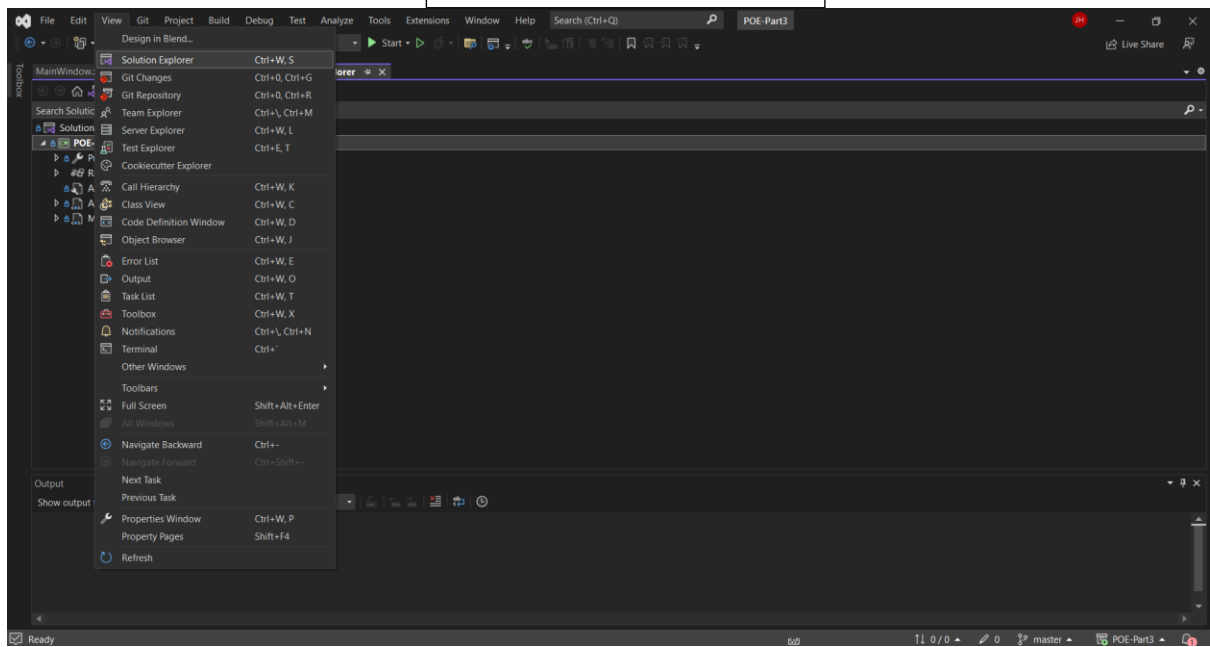 File Edit View Git Project Build Debug Test Analyze Tools Extensions Window Help Search (Ctrl+Q) POE-Part3 JH
Design in Blend...
Start
Live Share
Toolbox
Solution Explorer Ctrl+W, S
MainWindow. orer
Git Changes Ctrl+0, Ctrl+G
Git Repository Ctrl+0, Ctrl+R
Search Solutio
Team Explorer Ctrl+\, Ctrl+M
Solution
Server Explorer Ctrl+W, L
POE-
Test Explorer Ctrl+E, T
P
Cookiecutter Explorer
R
A
Call Hierarchy Ctrl+W, K
A
Class View Ctrl+W, C
M
Code Definition Window Ctrl+W, D
Object Browser Ctrl+W, J
Error List Ctrl+W, E
Output Ctrl+W, O
Task List Ctrl+W, T
Toolbox Ctrl+W, X
Notifications Ctrl+\, Ctrl+N
Terminal Ctrl+`
Other Windows
Toolbars
Full Screen Shift+Alt+Enter
All Windows Shift+Alt+M
Navigate Backward Ctrl+-
Navigate Forward Ctrl+Shift+-
Output
Next Task
Show output
Previous Task
Properties Window Ctrl+W, P
Property Pages Shift+F4
Refresh
Ready 0 / 0 0 master POE-Part3 1